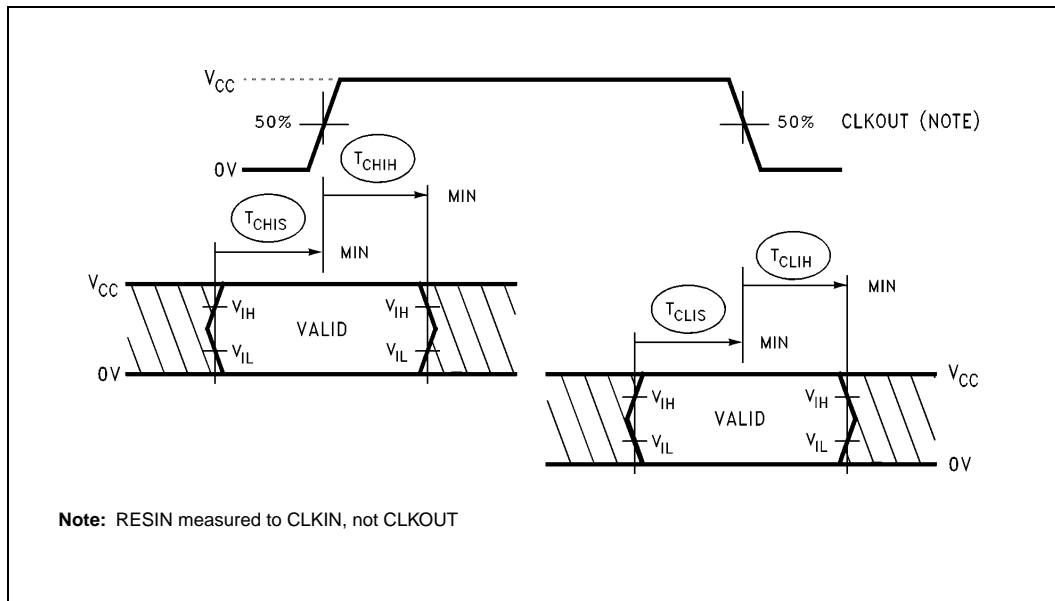 VCC
50%
50% CLKOUT (NOTE)
0V
TCHIH
MIN
TCHIS
MIN
TCLIH
MIN
TCLIS
MIN
VCC
VIH VALID VIH
VIL VIL
0V
VCC
VIH VALID VIH
VIL VIL
0V
Note: RESIN measured to CLKIN, not CLKOUT